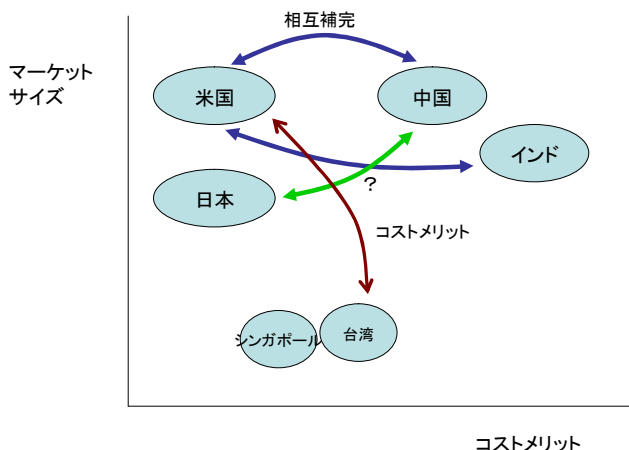 相互補完
マーケット
サイズ
米国
中国
インド
?
日本
コストメリット
シンガポール
台湾
コストメリット